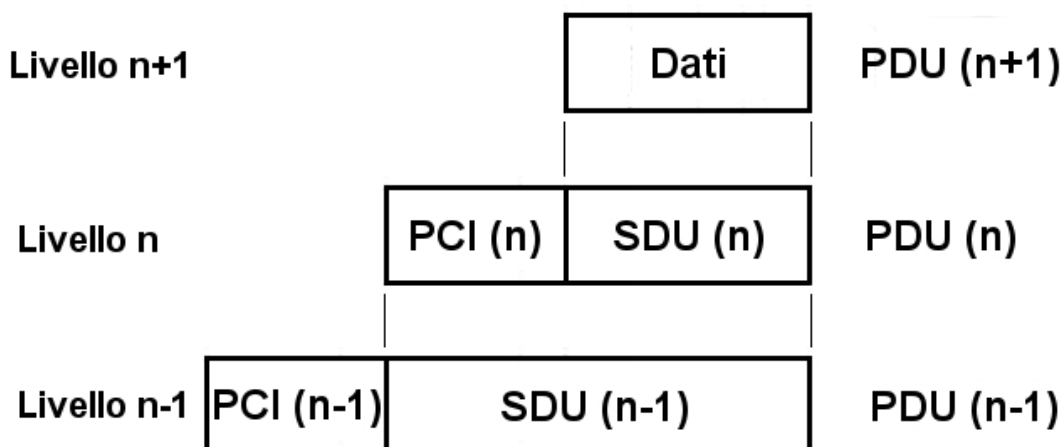 Livello n+1 Dati PDU (n+1)
Livello n PCI (n) SDU (n) PDU (n)
Livello n-1 PCI (n-1) SDU (n-1) PDU (n-1)